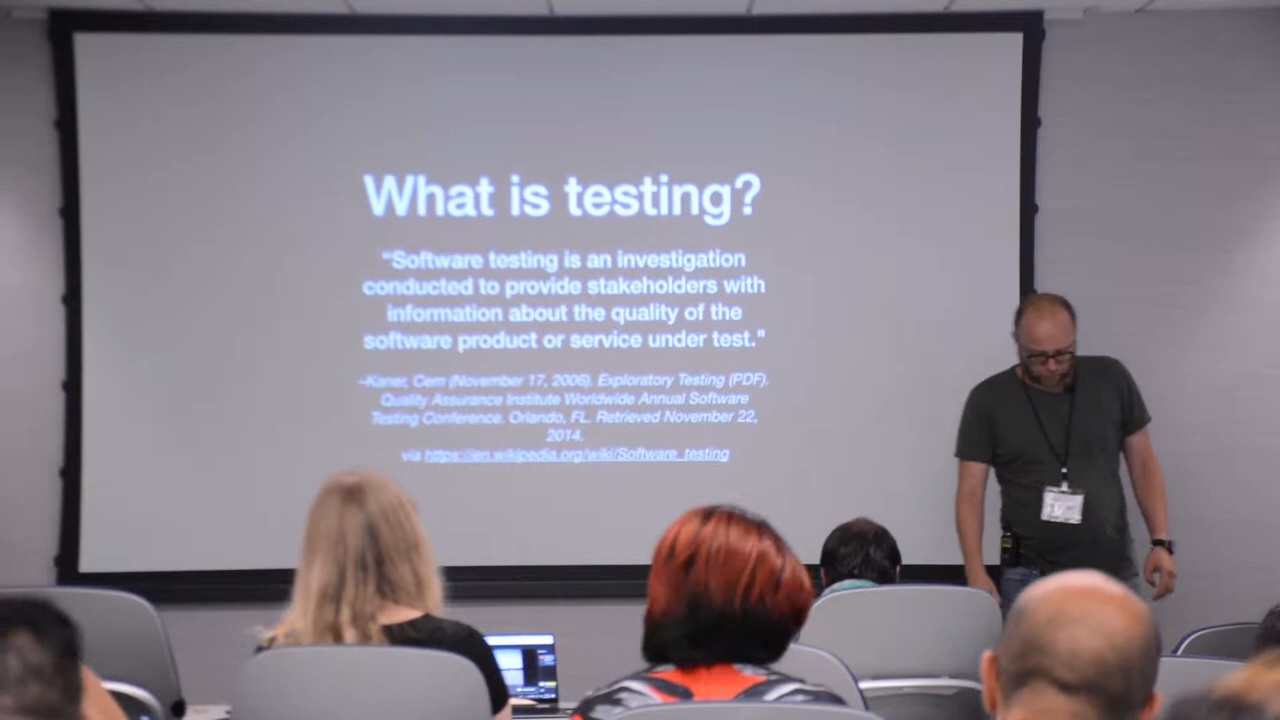 What is testing?
"Software testing is an investigation
conducted to provide stakeholders with
information about the quality of the
software product or service under test."
–Kaner, Cem (November 17, 2006). Exploratory Testing (PDF).
Quality Assurance Institute Worldwide Annual Software
Testing Conference. Orlando, FL. Retrieved November 22,
2014.
via https://en.wikipedia.org/wiki/Software_testing